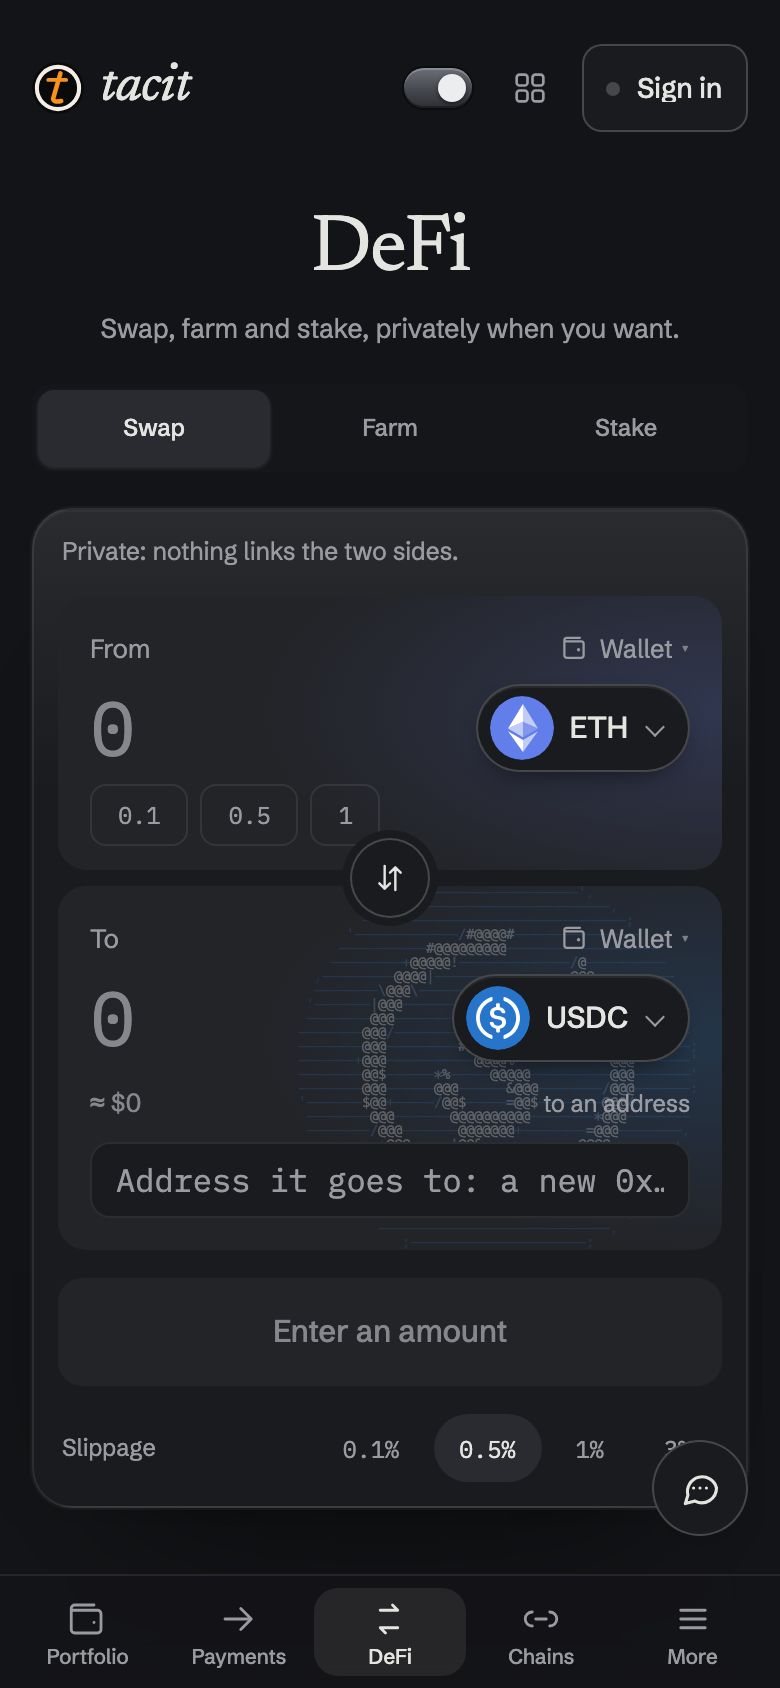 tacit
Sign in
DeFi
Swap, farm and stake, privately when you want.
Swap
Farm
Stake
Private: nothing links the two sides.
From
Wallet
0
ETH
0.1
0.5
1
To
Wallet
0
USDC
≈ $0
to an address
Address it goes to: a new 0x…
Enter an amount
Slippage
0.1%
0.5%
1%
Portfolio
Payments
DeFi
Chains
More